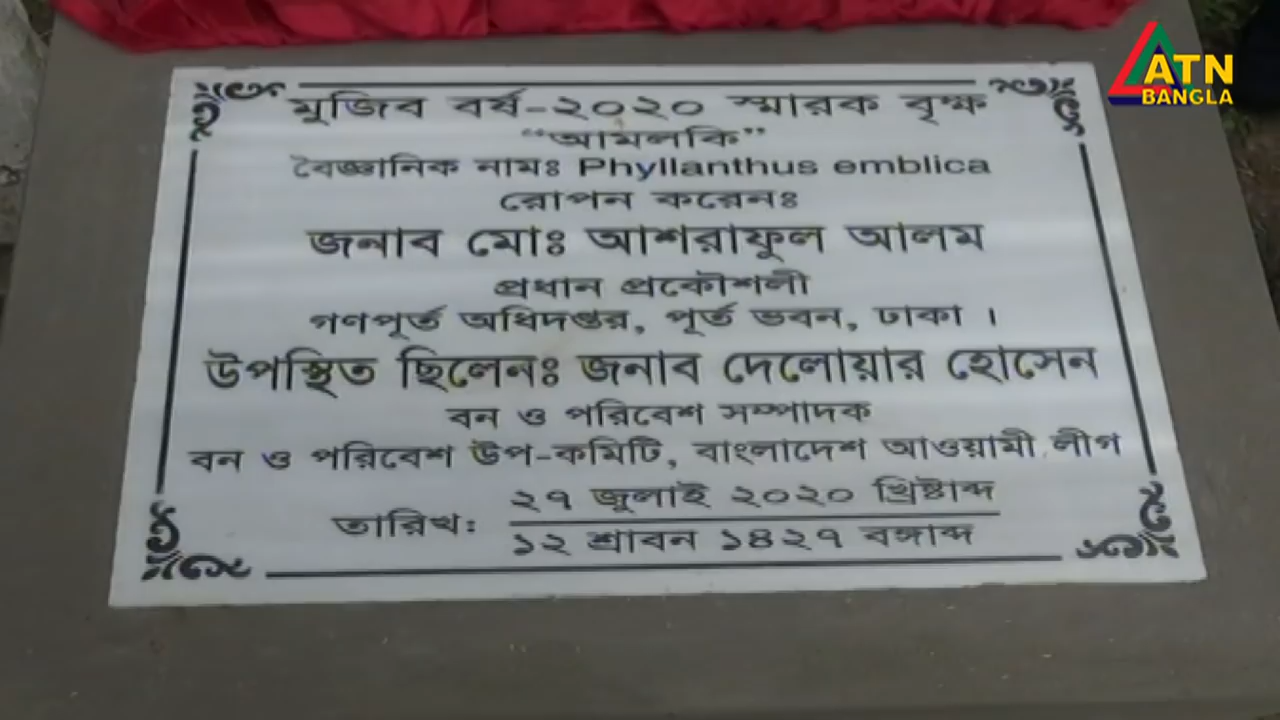 মুজিব বর্ষ-২০২০ স্মারক বৃক্ষ
“আমলকি”
বৈজ্ঞানিক নামঃ Phyllanthus emblica
রোপন করেনঃ
জনাব মোঃ আশরাফুল আলম
প্রধান প্রকৌশলী
গণপূর্ত অধিদপ্তর, পূর্ত ভবন, ঢাকা ।
উপস্থিত ছিলেনঃ জনাব দেলোয়ার হোসেন
বন ও পরিবেশ সম্পাদক
বন ও পরিবেশ উপ-কমিটি, বাংলাদেশ আওয়ামী লীগ
তারিখ:
২৭ জুলাই ২০২০ খ্রিষ্টাব্দ
১২ শ্রাবন ১৪২৭ বঙ্গাব্দ
ATN
BANGLA